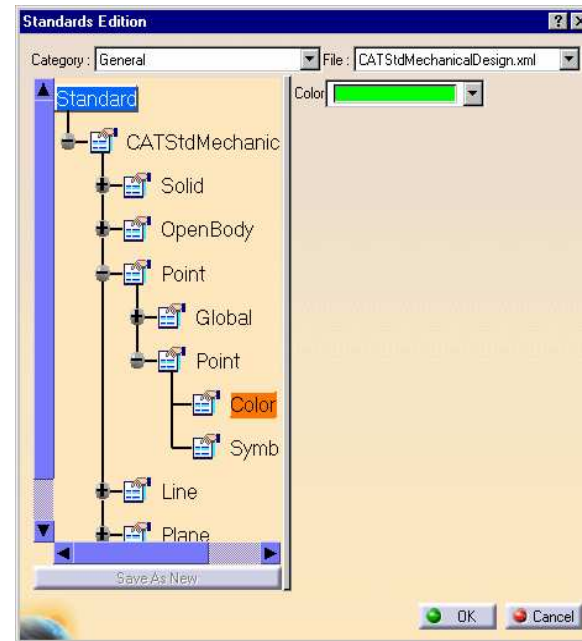 Standards Edition
Category : General File : CATStdMechanicalDesign.xml
Standard
Color
CATStdMechanic
Solid
OpenBody
Point
Global
Point
Color
Symb
Line
Plane
Save As New
OK Cancel